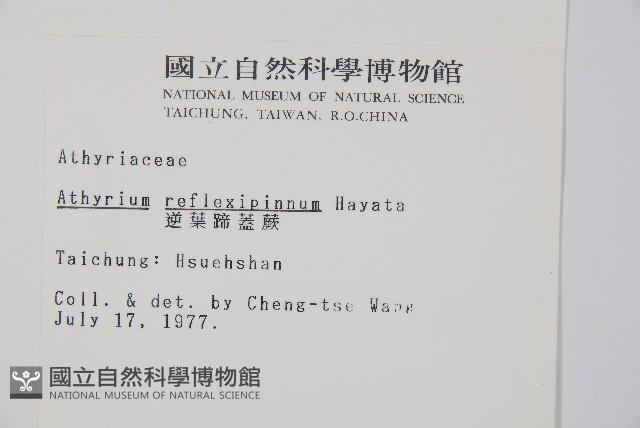 國立自然科學博物館
NATIONAL MUSEUM OF NATURAL SCIENCE
TAICHUNG, TAIWAN, R.O.CHINA
Athyriaceae
Athyrium reflexipinnum Hayata
逆葉蹄蓋蕨
Taichung: Hsuehshan
Coll. & det. by Cheng-tse Wang
July 17, 1977.
國立自然科學博物館
NATIONAL MUSEUM OF NATURAL SCIENCE